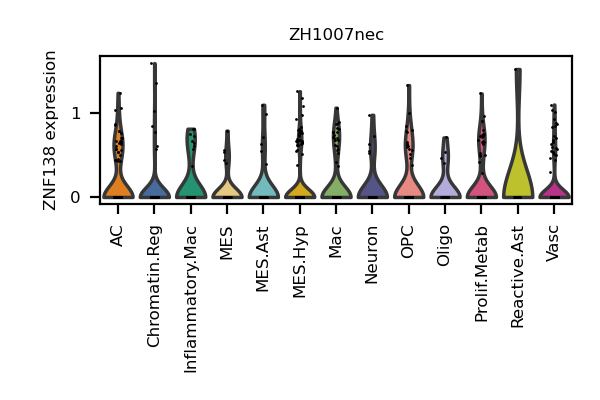 ZH1007nec
ZNF138 expression
1
0
AC
Chromatin.Reg
Inflammatory.Mac
MES
MES.Ast
MES.Hyp
Mac
Neuron
OPC
Oligo
Prolif.Metab
Reactive.Ast
Vasc